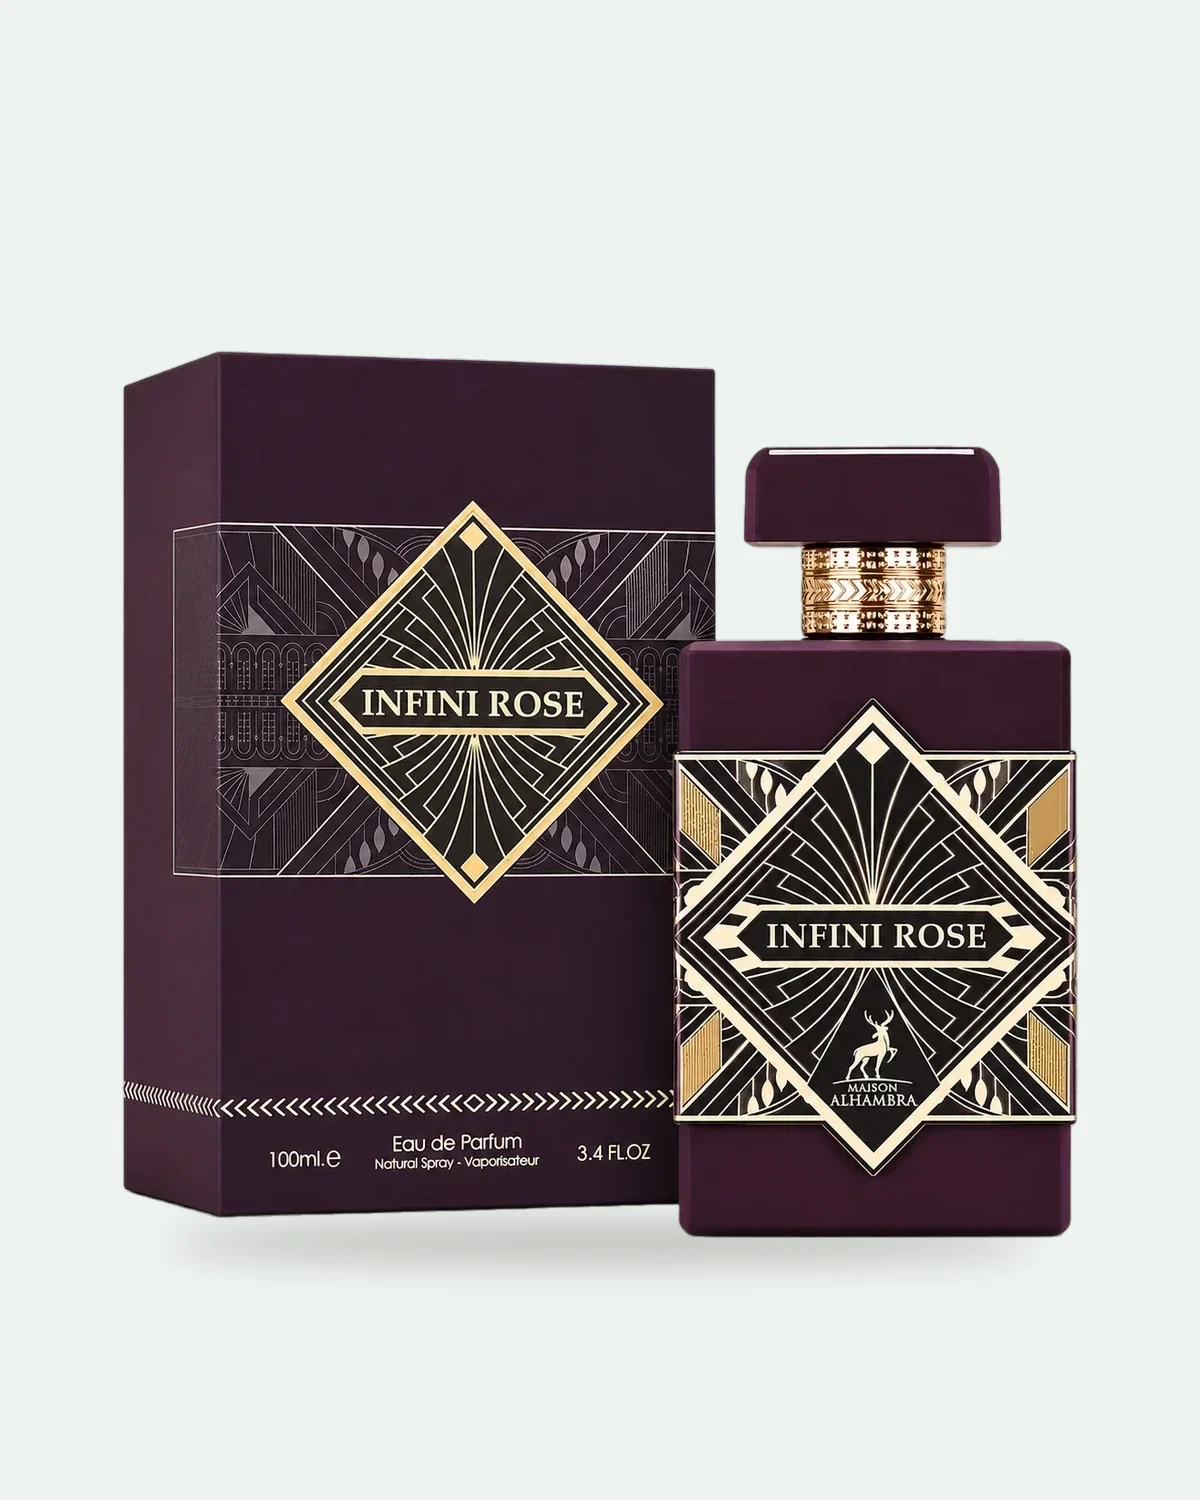 INFINI ROSE
100ml.e
Eau de Parfum
Natural Spray - Vaporisateur
3.4 FL.OZ
INFINI ROSE
MAISON
ALHAMBRA